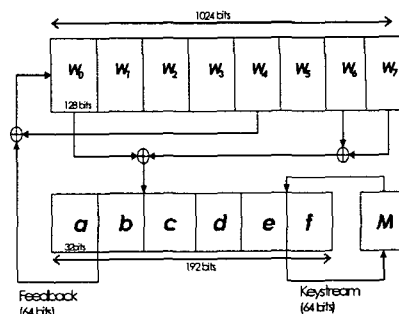 1024 bits
W0 W1 W2 W3 W4 W5 W6 W7
128 bits
a b c d e f M
32bits
192 bits
Feedback
(64 bits)
Keystream
(64 bits)